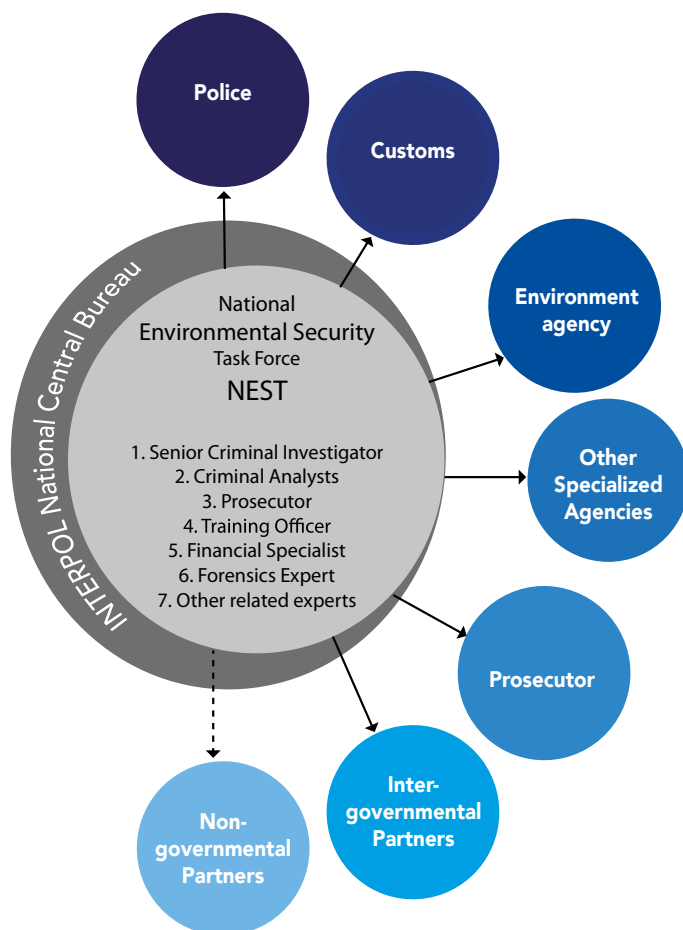 Police
Customs
INTERPOL National Central Bureau
National
Environmental Security
Task Force
NEST
1. Senior Criminal Investigator
2. Criminal Analysts
3. Prosecutor
4. Training Officer
5. Financial Specialist
6. Forensics Expert
7. Other related experts
Environment
agency
Other
Specialized
Agencies
Prosecutor
Inter-
governmental
Partners
Non-
governmental
Partners